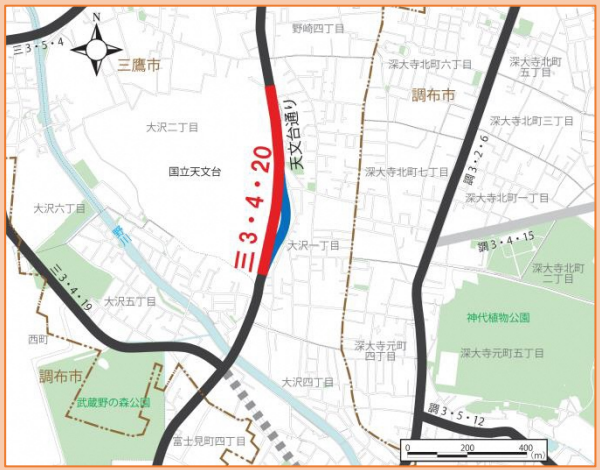 N
三3・5・4
三鷹市
野崎四丁目
深大寺北町六丁目
深大寺北町
五丁目
調布市
大沢二丁目
国立天文台
天文台通り
三3・4・20
深大寺北町三丁目
調3・2・6
深大寺北町七丁目
深大寺北町一丁目
大沢六丁目
野川
大沢一丁目
調3・4・15
深大寺北町
二丁目
三3・4・19
大沢五丁目
西町
神代植物公園
深大寺元町
四丁目
深大寺元町五丁目
調布市
武蔵野の森公園
大沢四丁目
富士見町四丁目
調3・5・12
0 200 400
(m)